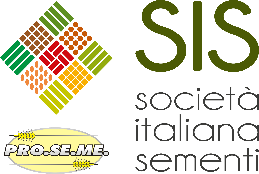 SIS
società
italiana
sementi
PRO.SE.ME.